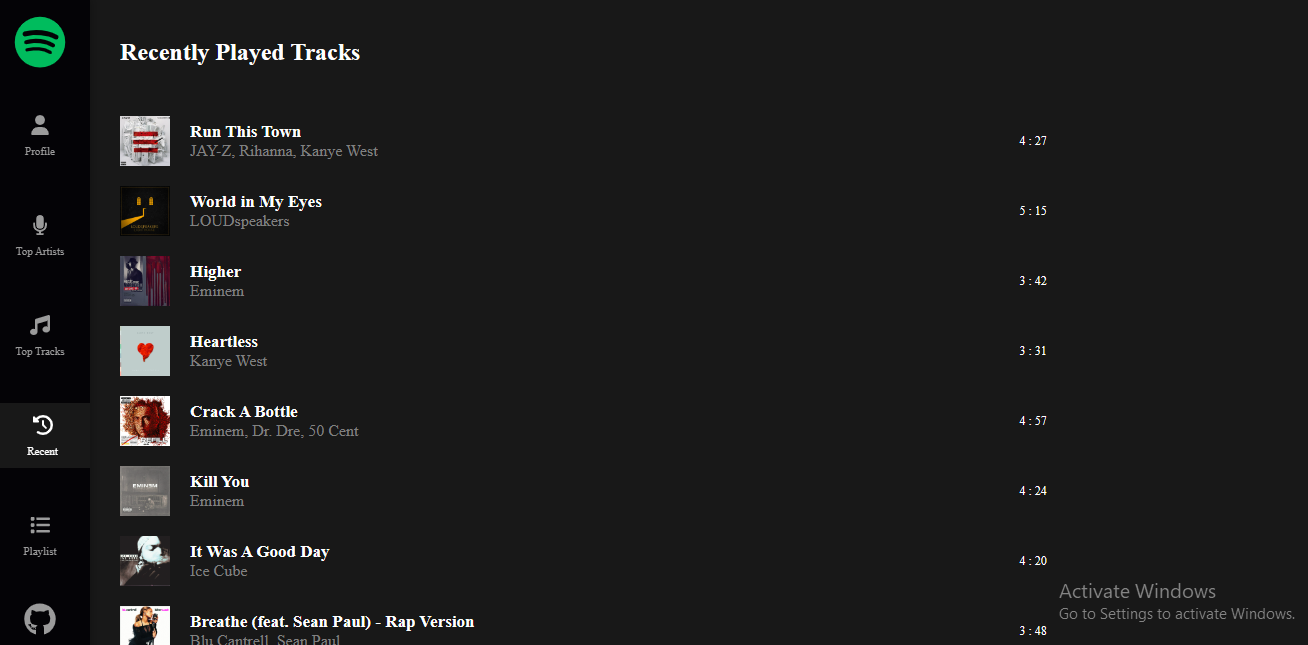 Recently Played Tracks
Profile
Top Artists
Top Tracks
Recent
Playlist
Run This Town
JAY-Z, Rihanna, Kanye West
4 : 27
World in My Eyes
LOUDspeakers
5 : 15
Higher
Eminem
3 : 42
Heartless
Kanye West
3 : 31
Crack A Bottle
Eminem, Dr. Dre, 50 Cent
4 : 57
Kill You
Eminem
4 : 24
EMINEM
It Was A Good Day
Ice Cube
4 : 20
Breathe (feat. Sean Paul) - Rap Version
Blu Cantrell, Sean Paul
3 : 48
Activate Windows
Go to Settings to activate Windows.